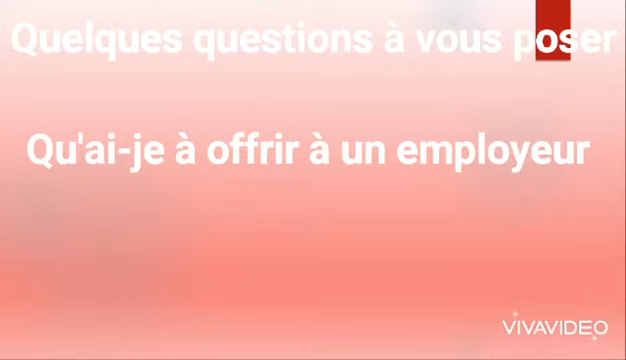 Quelques questions à vous poser
Qu'ai-je à offrir à un employeur
VIVAVIDEO